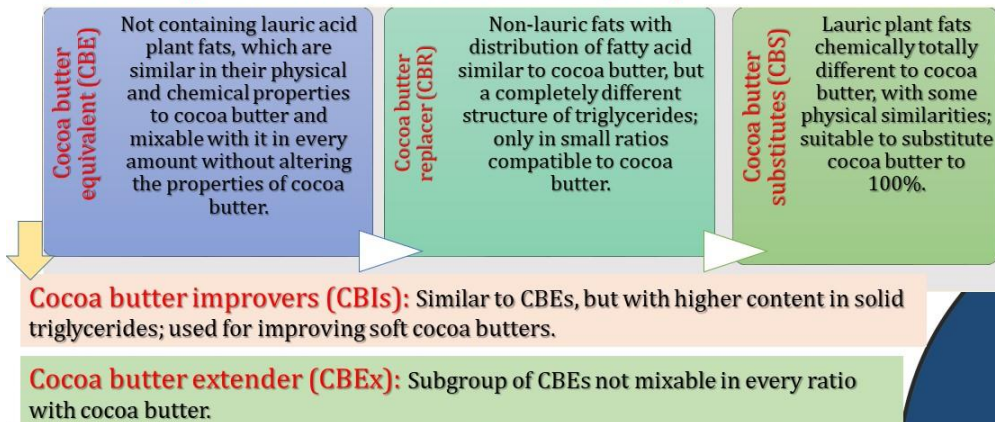 Cocoa butter
equivalent (CBE)
Not containing lauric acid
plant fats, which are
similar in their physical
and chemical properties
to cocoa butter and
mixable with it in every
amount without altering
the properties of cocoa
butter.
Cocoa butter
replacer (CBR)
Non-lauric fats with
distribution of fatty acid
similar to cocoa butter, but
a completely different
structure of triglycerides;
only in small ratios
compatible to cocoa
butter.
Cocoa butter
substitutes (CBS)
Lauric plant fats
chemically totally
different to cocoa
butter, with some
physical similarities;
suitable to substitute
cocoa butter to
100%.
Cocoa butter improvers (CBIs): Similar to CBEs, but with higher content in solid
triglycerides; used for improving soft cocoa butters.
Cocoa butter extender (CBEx): Subgroup of CBEs not mixable in every ratio
with cocoa butter.